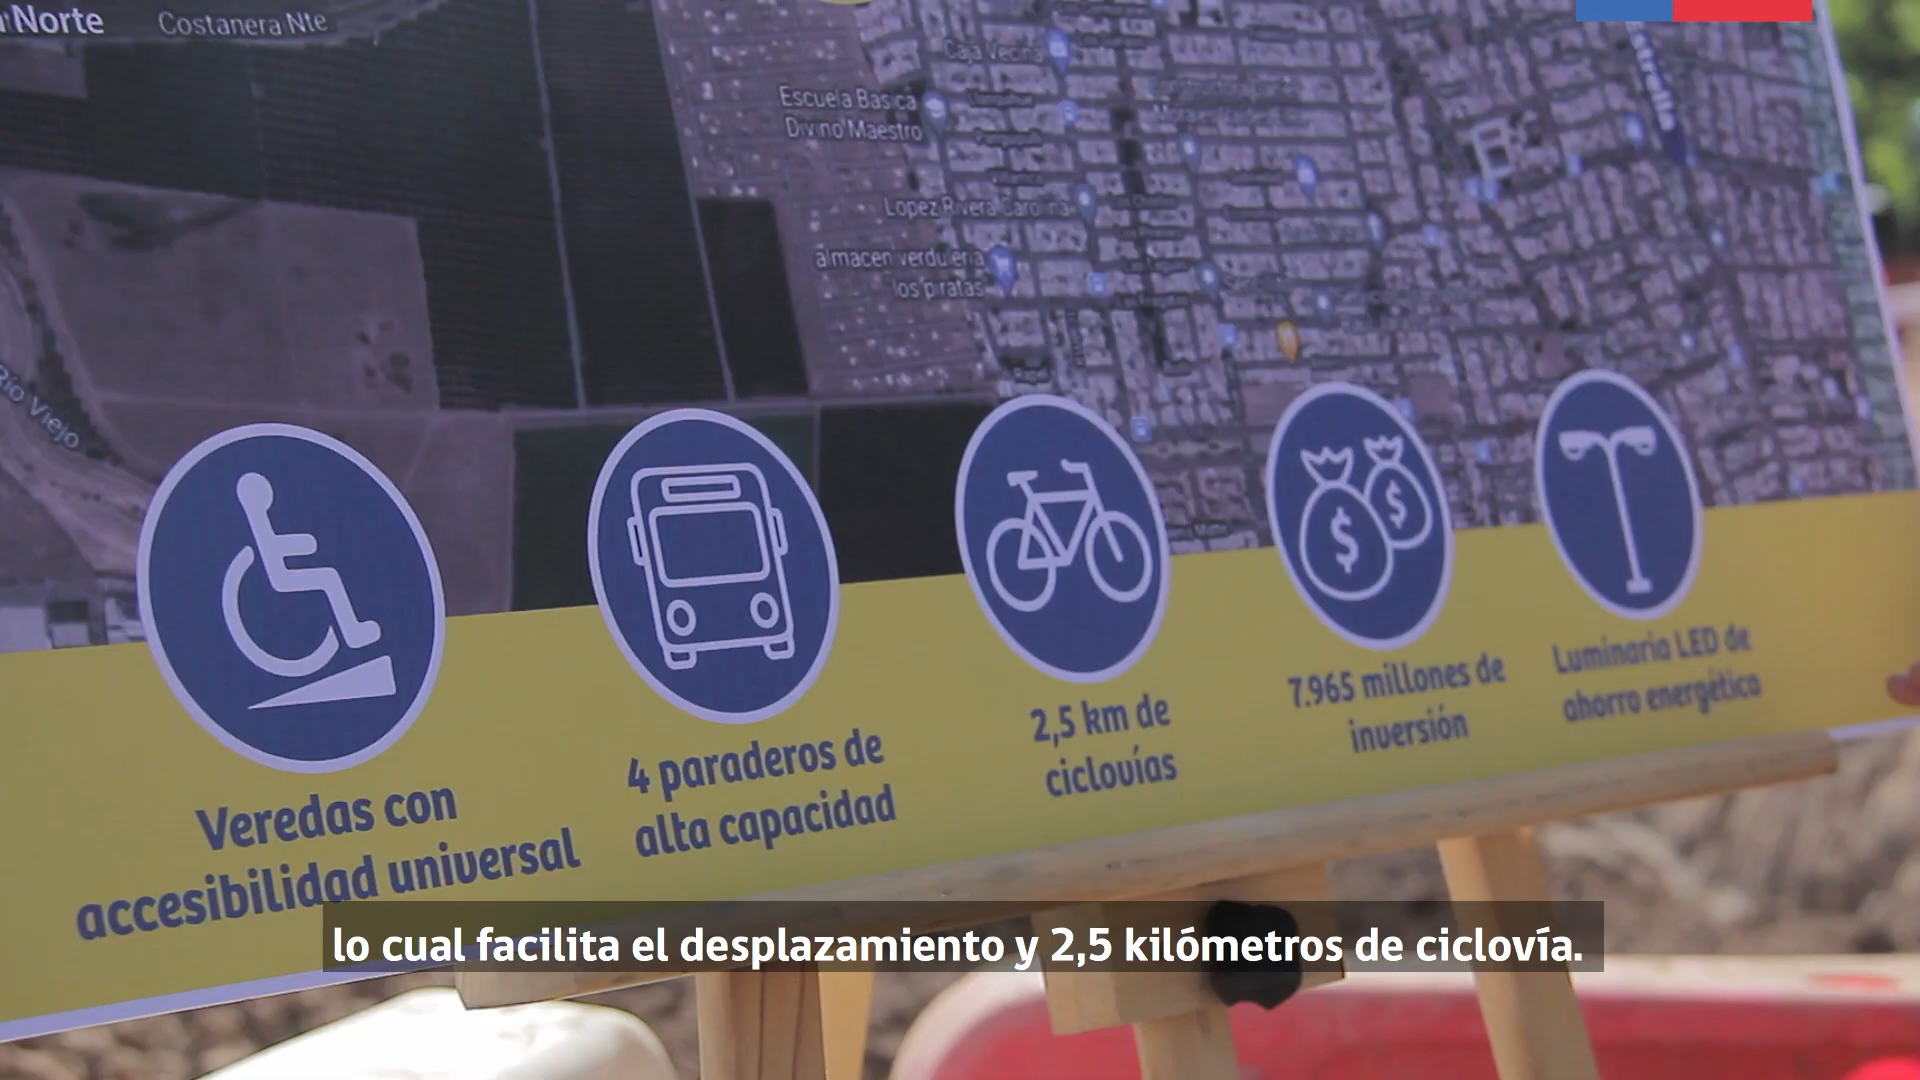 Norte
Costanera Nte
Caja Vecina
Escuela Basica
Divino Maestro
Lopez Rivera Carolina
almacen verduleria
los piratas
Río Viejo
Veredas con
accesibilidad universal
4 paraderos de
alta capacidad
2,5 km de
ciclovías
7.965 millones de
inversión
Luminaria LED de
ahorro energético
lo cual facilita el desplazamiento y 2,5 kilómetros de ciclovía.